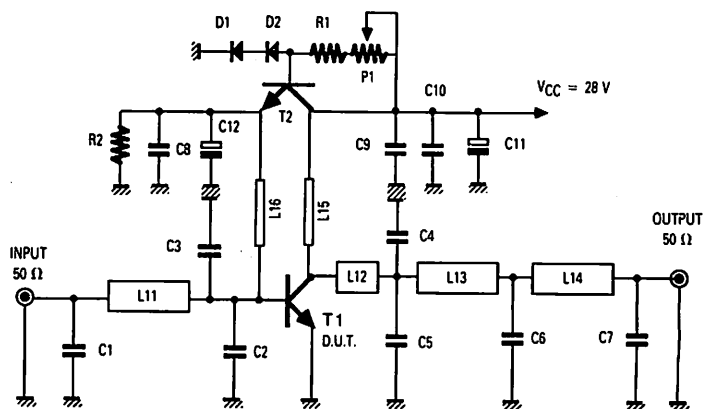 D1 D2 R1
P1
V_CC = 28 V
T2
C10
C12
R2
C8
C9
C11
L16
L15
C3
C4
INPUT
50 Ω
OUTPUT
50 Ω
L11
L12
L13
L14
T1
D.U.T.
C1
C2
C5
C6
C7